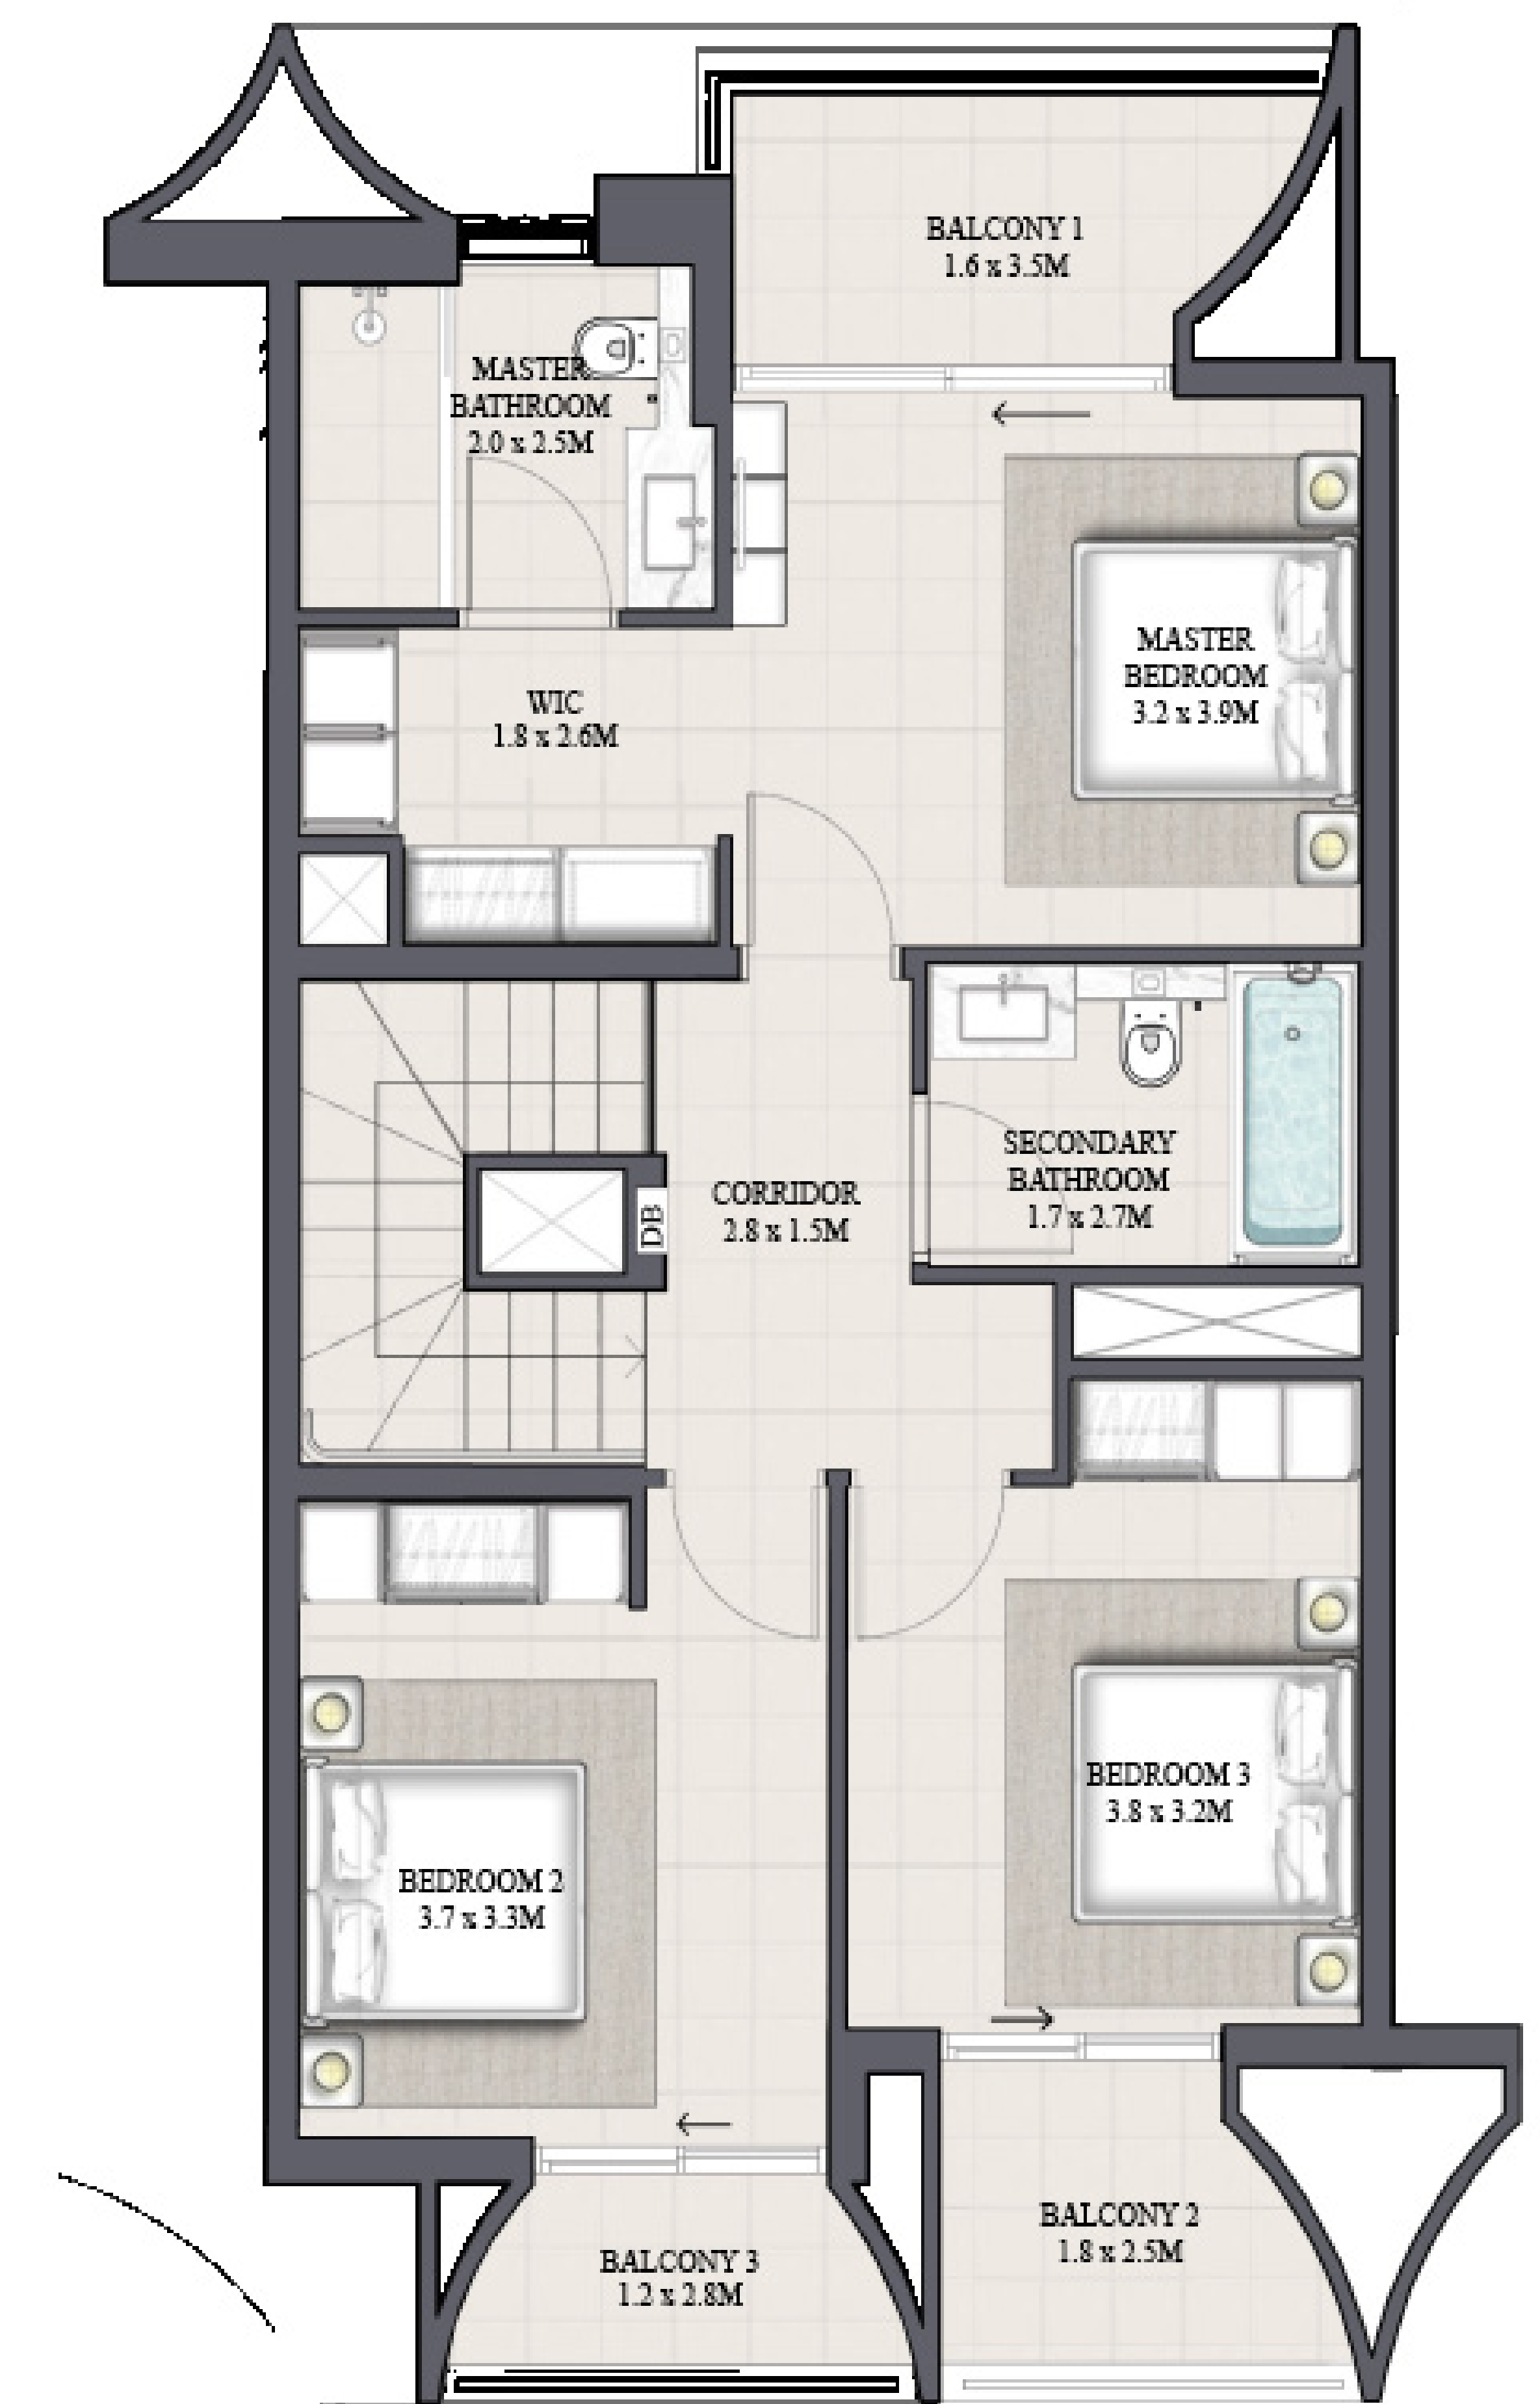 BALCONY 1
1.6 x 3.5M
MASTER
BATHROOM
2.0 x 2.5M
MASTER
BEDROOM
3.2 x 3.9M
WIC
1.8 x 2.6M
SECONDARY
BATHROOM
1.7 x 2.7M
CORRIDOR
2.8 x 1.5M
DB
BEDROOM 3
3.8 x 3.2M
BEDROOM 2
3.7 x 3.3M
BALCONY 2
1.8 x 2.5M
BALCONY 3
1.2 x 2.8M